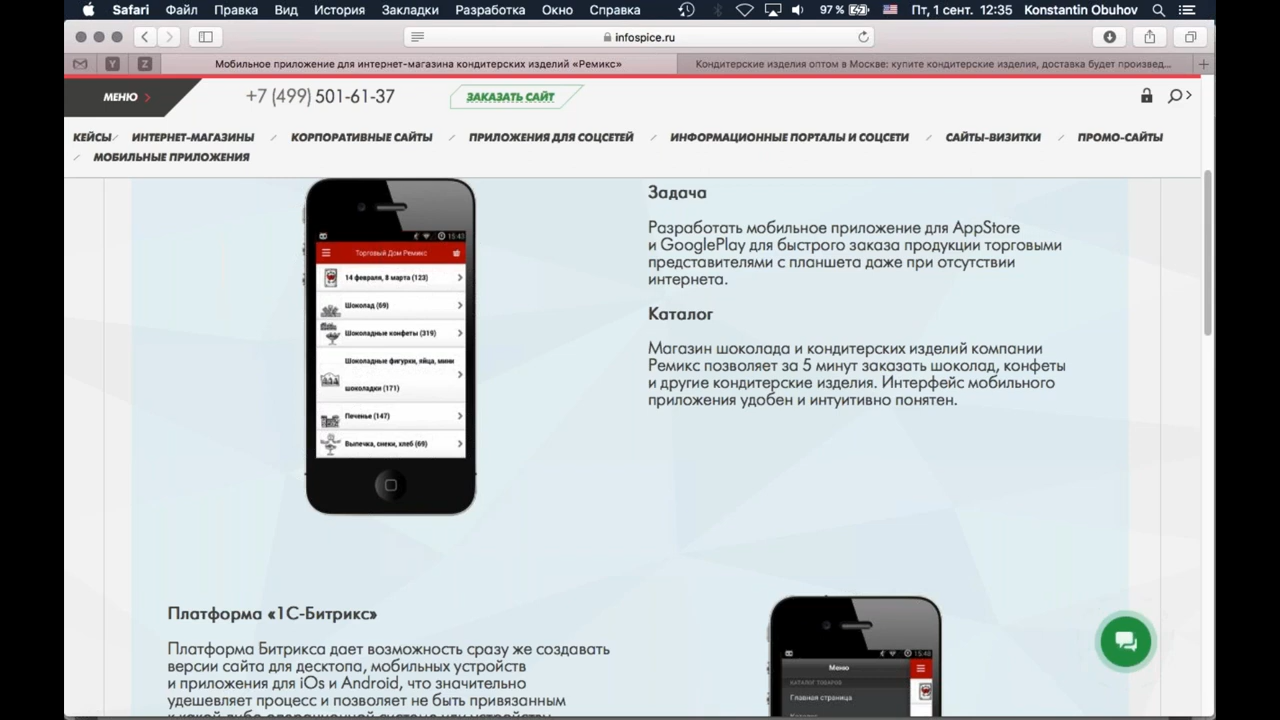 Safari Файл Правка Вид История Закладки Разработка Окно Справка 97 % Пт, 1 сент. 12:35 Konstantin Obuhov
infospice.ru
Y Z Мобильное приложение для интернет-магазина кондитерских изделий «Ремикс» Кондитерские изделия оптом в Москве: купите кондитерские изделия, доставка будет произвед...
МЕНЮ +7 (499) 501-61-37 ЗАКАЗАТЬ САЙТ
КЕЙСЫ ИНТЕРНЕТ-МАГАЗИНЫ КОРПОРАТИВНЫЕ САЙТЫ ПРИЛОЖЕНИЯ ДЛЯ СОЦСЕТЕЙ ИНФОРМАЦИОННЫЕ ПОРТАЛЫ И СОЦСЕТИ САЙТЫ-ВИЗИТКИ ПРОМО-САЙТЫ
МОБИЛЬНЫЕ ПРИЛОЖЕНИЯ
15:43
Торговый Дом Ремикс
14 февраля, 8 марта (123)
Шоколад (69)
Шоколадные конфеты (319)
Шоколадные фигурки, яйца, мини
шоколадки (171)
Печенье (147)
Выпечка, снеки, хлеб (69)
Задача
Разработать мобильное приложение для AppStore
и GooglePlay для быстрого заказа продукции торговыми
представителями с планшета даже при отсутствии
интернета.
Каталог
Магазин шоколада и кондитерских изделий компании
Ремикс позволяет за 5 минут заказать шоколад, конфеты
и другие кондитерские изделия. Интерфейс мобильного
приложения удобен и интуитивно понятен.
Платформа «1С-Битрикс»
Платформа Битрикса дает возможность сразу же создавать
версии сайта для десктопа, мобильных устройств
и приложения для iOs и Android, что значительно
удешевляет процесс и позволяет не быть привязанным
Меню
КАТАЛОГ ТОВАРОВ
Главная страница